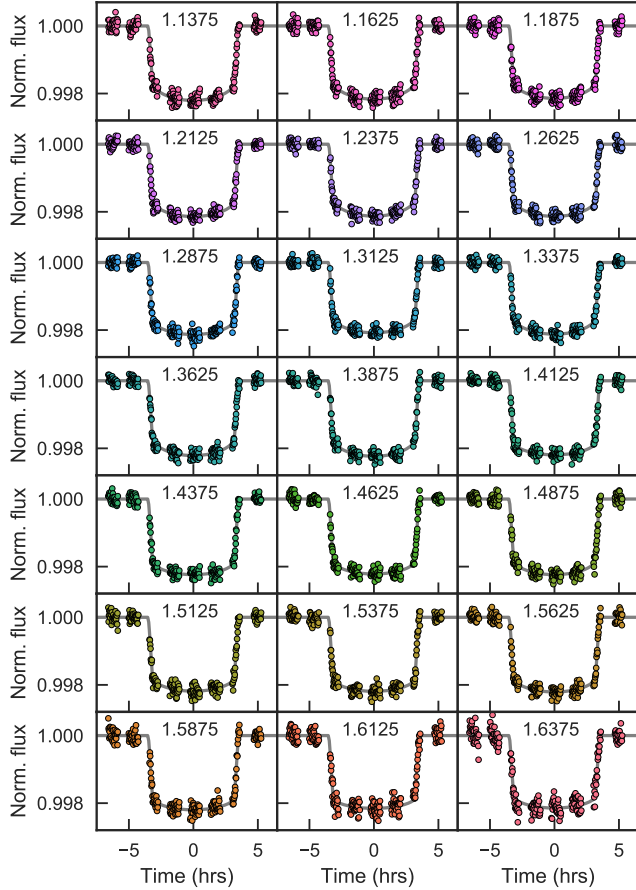 Norm. flux 1.000 0.998 1.1375 1.1625 1.1875
Norm. flux 1.000 0.998 1.2125 1.2375 1.2625
Norm. flux 1.000 0.998 1.2875 1.3125 1.3375
Norm. flux 1.000 0.998 1.3625 1.3875 1.4125
Norm. flux 1.000 0.998 1.4375 1.4625 1.4875
Norm. flux 1.000 0.998 1.5125 1.5375 1.5625
Norm. flux 1.000 0.998 1.5875 1.6125 1.6375
−5 0 5 −5 0 5 −5 0 5
Time (hrs) Time (hrs) Time (hrs)